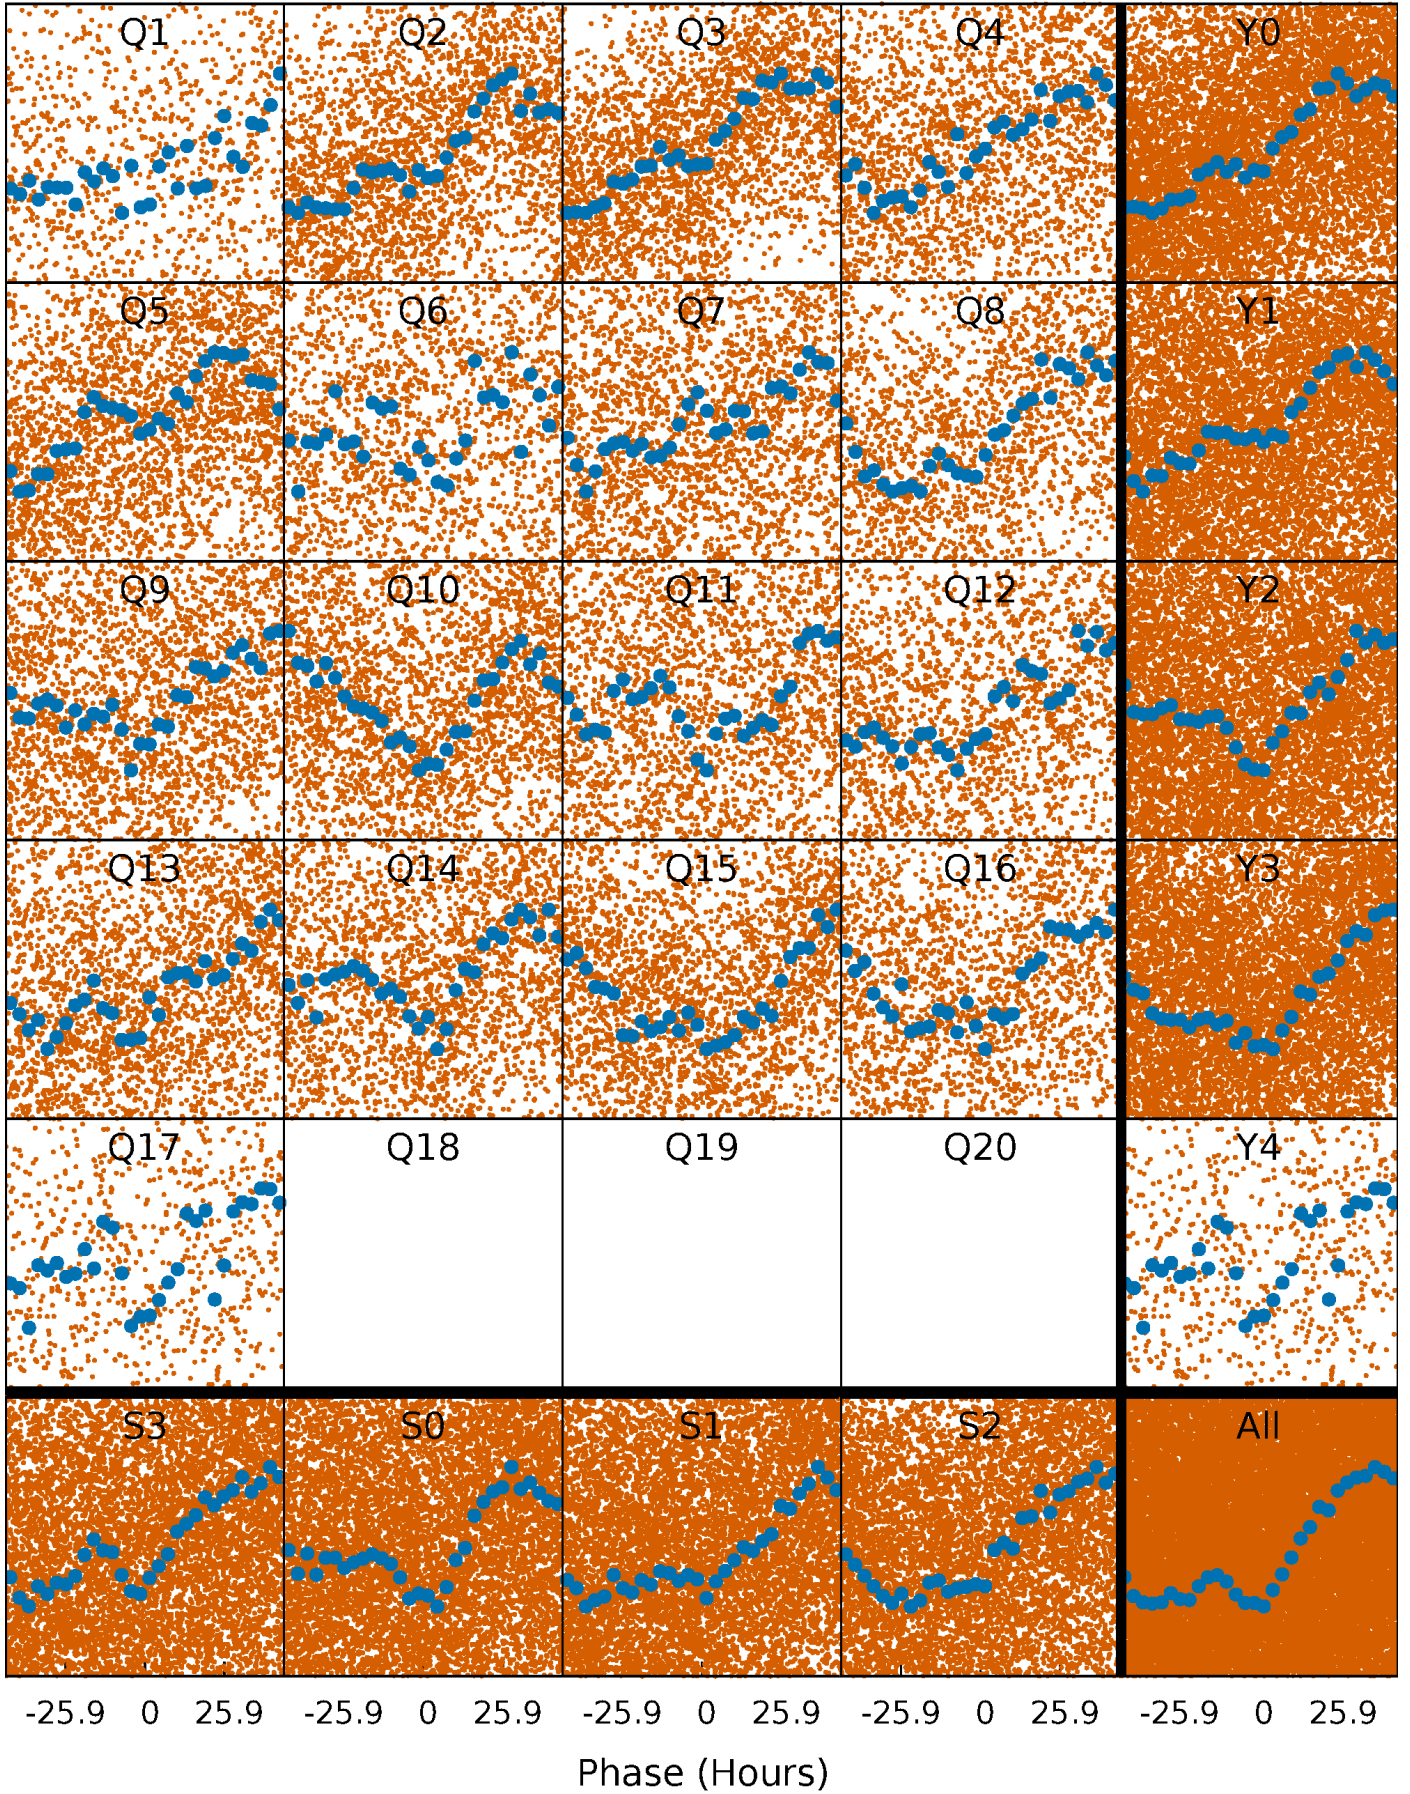 Q1 Q2 Q3 Q4 Y0
Q5 Q6 Q7 Q8 Y1
Q9 Q10 Q11 Q12 Y2
Q13 Q14 Q15 Q16 Y3
Q17 Q18 Q19 Q20 Y4
S3 S0 S1 S2 All
-25.9 0 25.9 -25.9 0 25.9 -25.9 0 25.9 -25.9 0 25.9 -25.9 0 25.9
Phase (Hours)